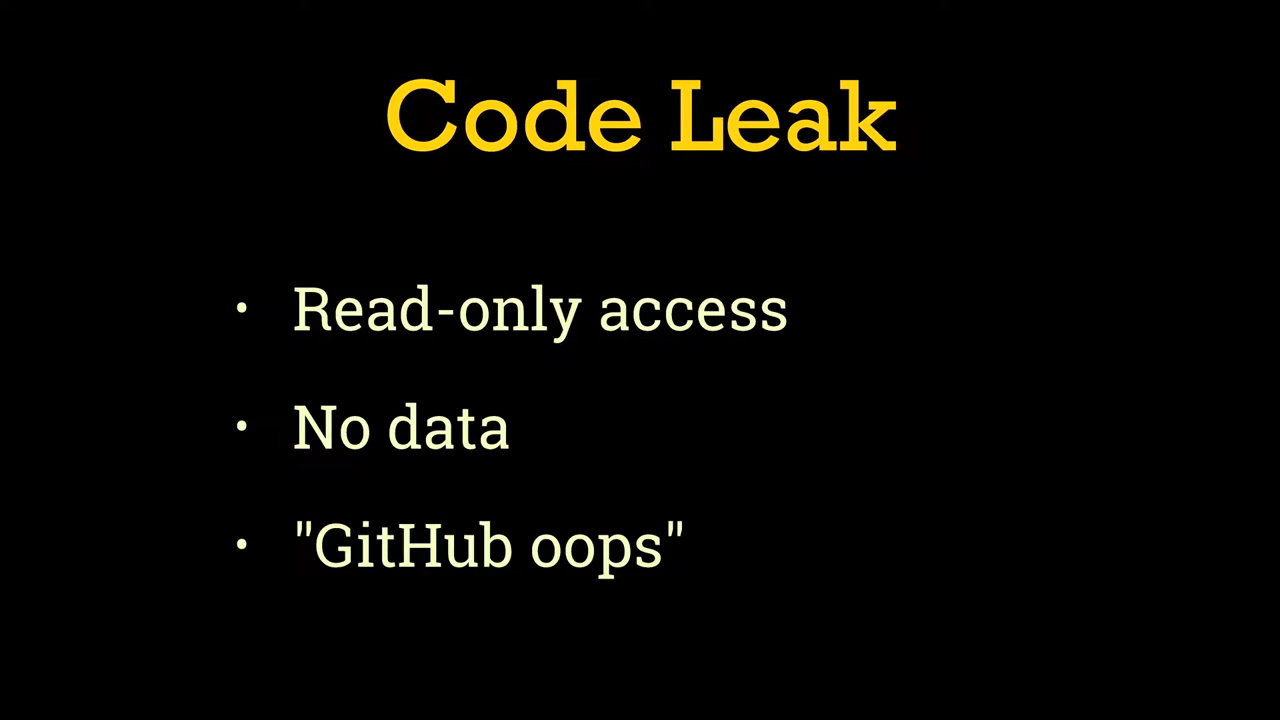 Code Leak
• Read-only access
• No data
• "GitHub oops"